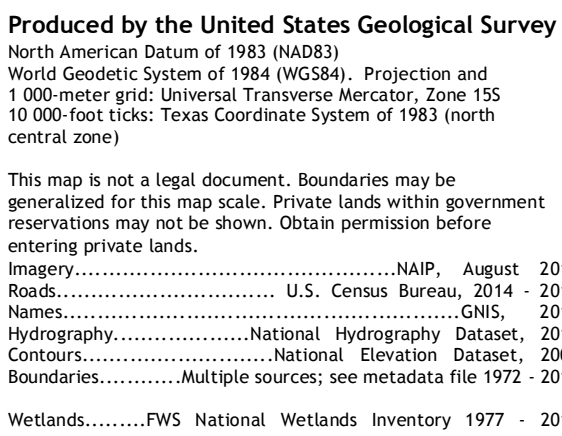 Produced by the United States Geological Survey
North American Datum of 1983 (NAD83)
World Geodetic System of 1984 (WGS84).  Projection and
1 000-meter grid: Universal Transverse Mercator, Zone 15S
10 000-foot ticks: Texas Coordinate System of 1983 (north
central zone)
This map is not a legal document. Boundaries may be
generalized for this map scale. Private lands within government
reservations may not be shown. Obtain permission before
entering private lands.
Imagery..............................................NAIP, August
Roads............................... U.S. Census Bureau, 2014 -
Names.....................................................GNIS,
Hydrography....................National Hydrography Dataset,
Contours...........................National Elevation Dataset,
Boundaries............Multiple sources; see metadata file 1972 -
Wetlands.........FWS National Wetlands Inventory 1977 -